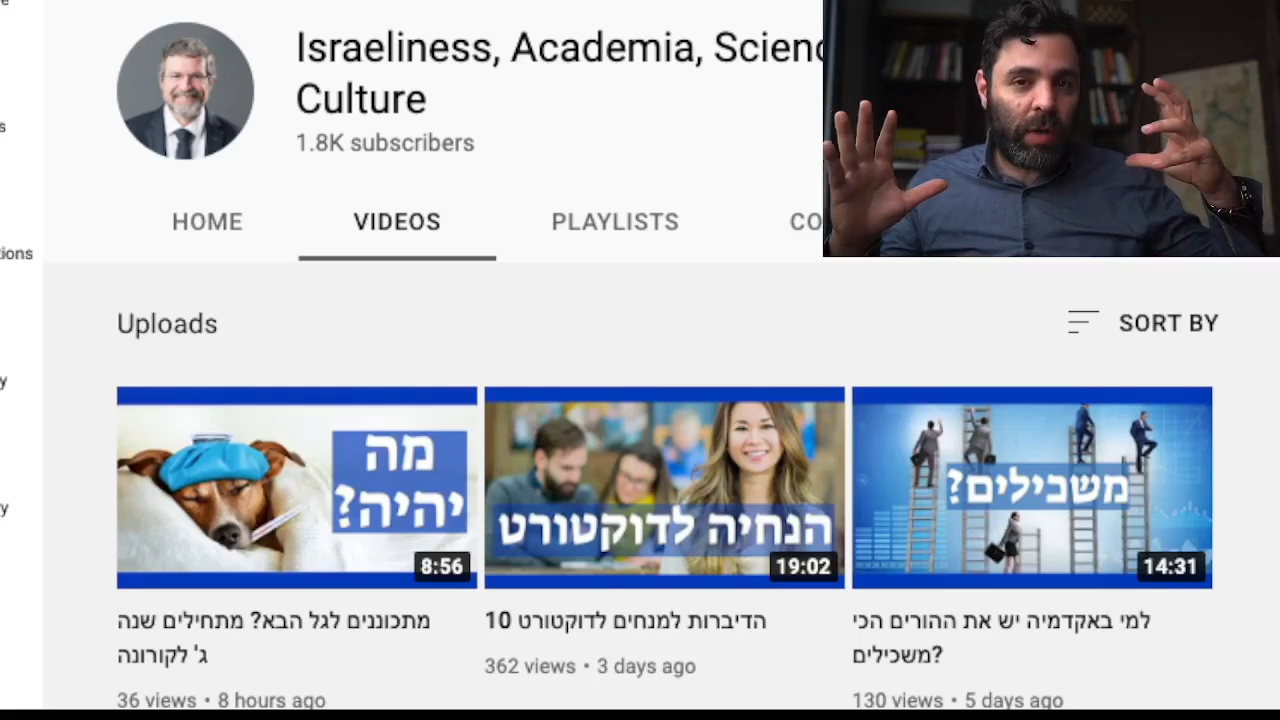 Israeliness, Academia, Scienc
Culture
1.8K subscribers
HOME
VIDEOS
PLAYLISTS
CO
tions
Uploads
SORT BY
מה
יהיה?
8:56
הנחיה לדוקטורט
19:02
משכילים?
14:31
מתכוננים לגל הבא? מתחילים שנה
ג' לקורונה
36 views • 8 hours ago
10 הדיברות למנחים לדוקטורט
362 views • 3 days ago
למי באקדמיה יש את ההורים הכי
משכילים?
130 views • 5 days ago